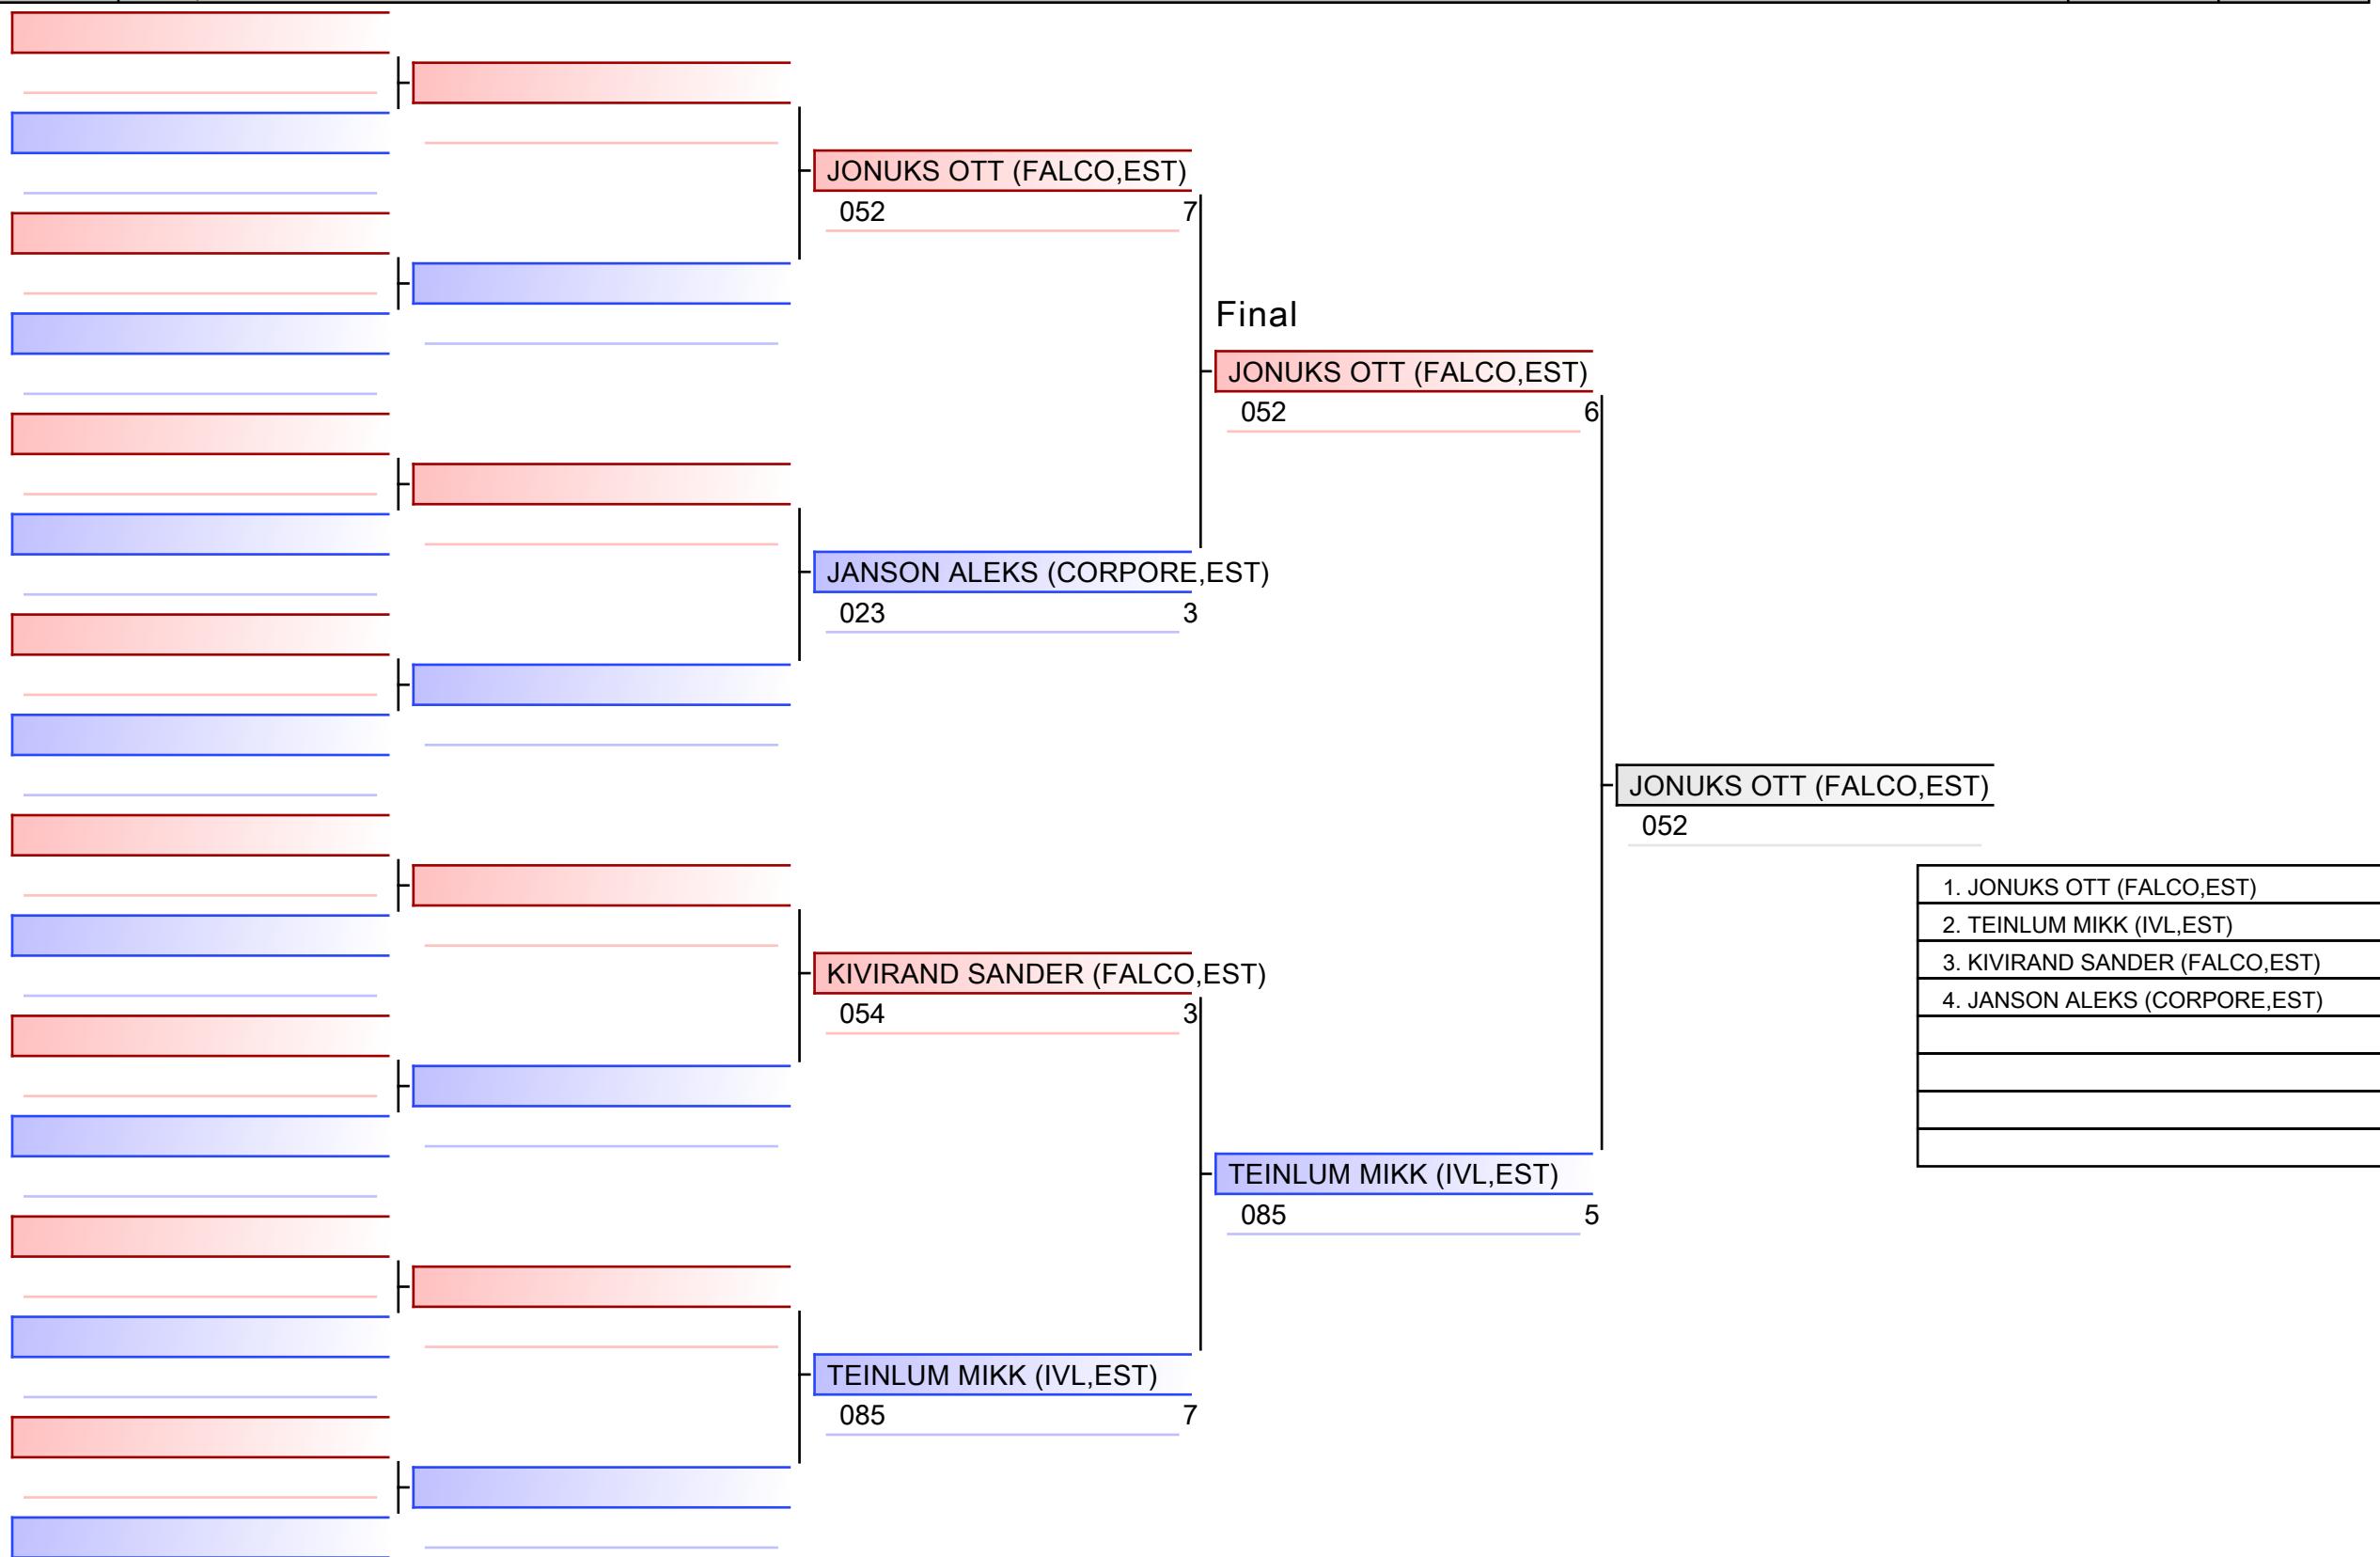 JONUKS OTT (FALCO,EST)
052 7
Final
JONUKS OTT (FALCO,EST)
052 6
JANSON ALEKS (CORPORE,EST)
023 3
JONUKS OTT (FALCO,EST)
052
1. JONUKS OTT (FALCO,EST)
2. TEINLUM MIKK (IVL,EST)
3. KIVIRAND SANDER (FALCO,EST)
4. JANSON ALEKS (CORPORE,EST)
KIVIRAND SANDER (FALCO,EST)
054 3
TEINLUM MIKK (IVL,EST)
085 5
TEINLUM MIKK (IVL,EST)
085 7